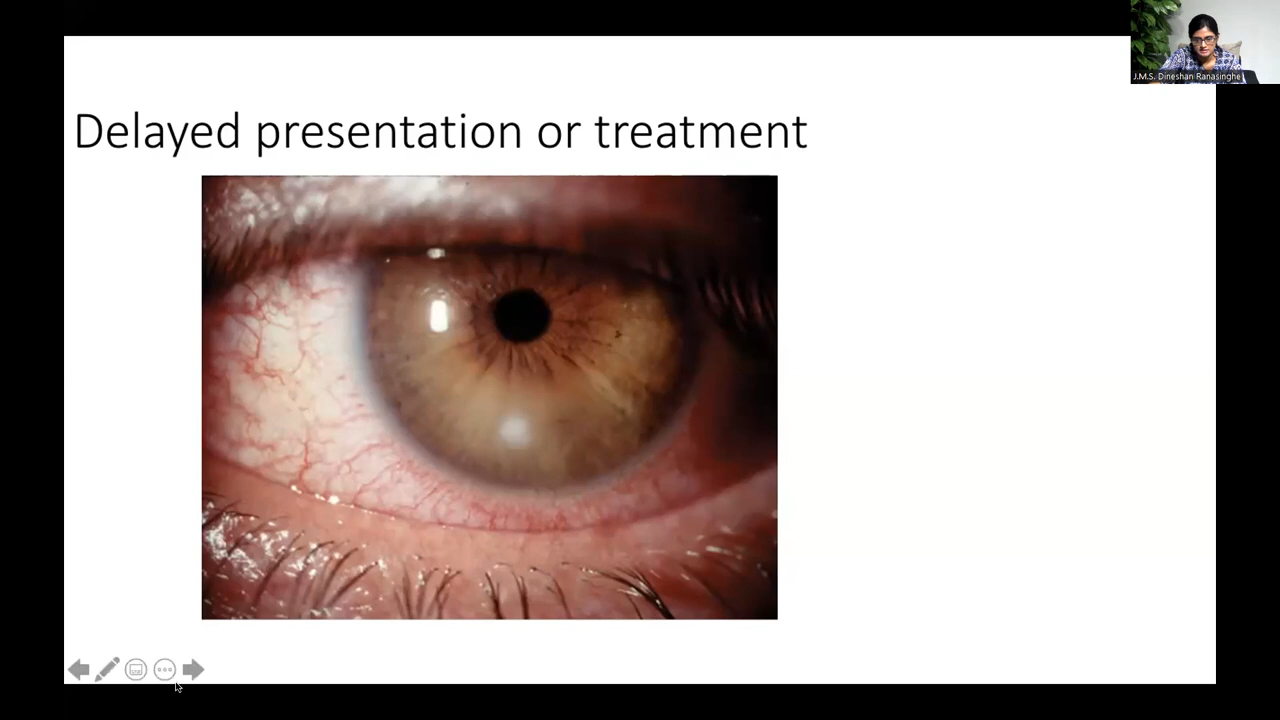 Delayed presentation or treatment
J.M.S. Dineshan Ranasinghe